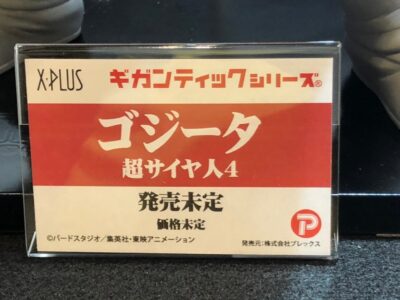 X·PLUS ギガンティックシリーズ®
ゴジータ
超サイヤ人4
発売未定
価格未定
©バードスタジオ/集英社・東映アニメーション
発売元:株式会社プレックス